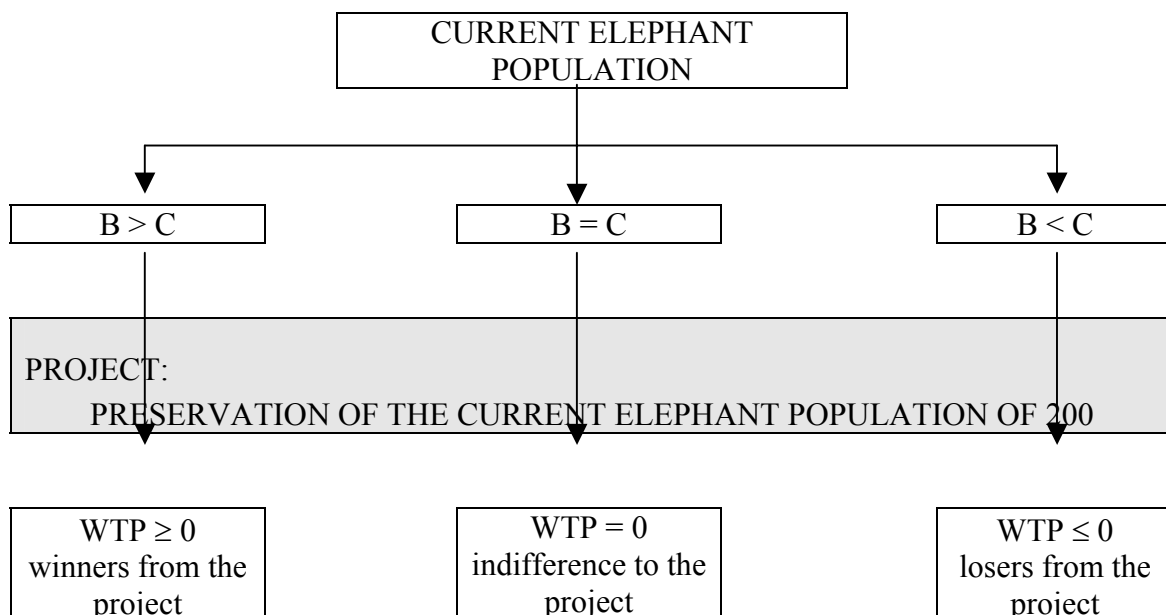 CURRENT ELEPHANT
POPULATION
B > C
B = C
B < C
PROJECT:
PRESERVATION OF THE CURRENT ELEPHANT POPULATION OF 200
WTP ≥ 0
winners from the
project
WTP = 0
indifference to the
project
WTP ≤ 0
losers from the
project